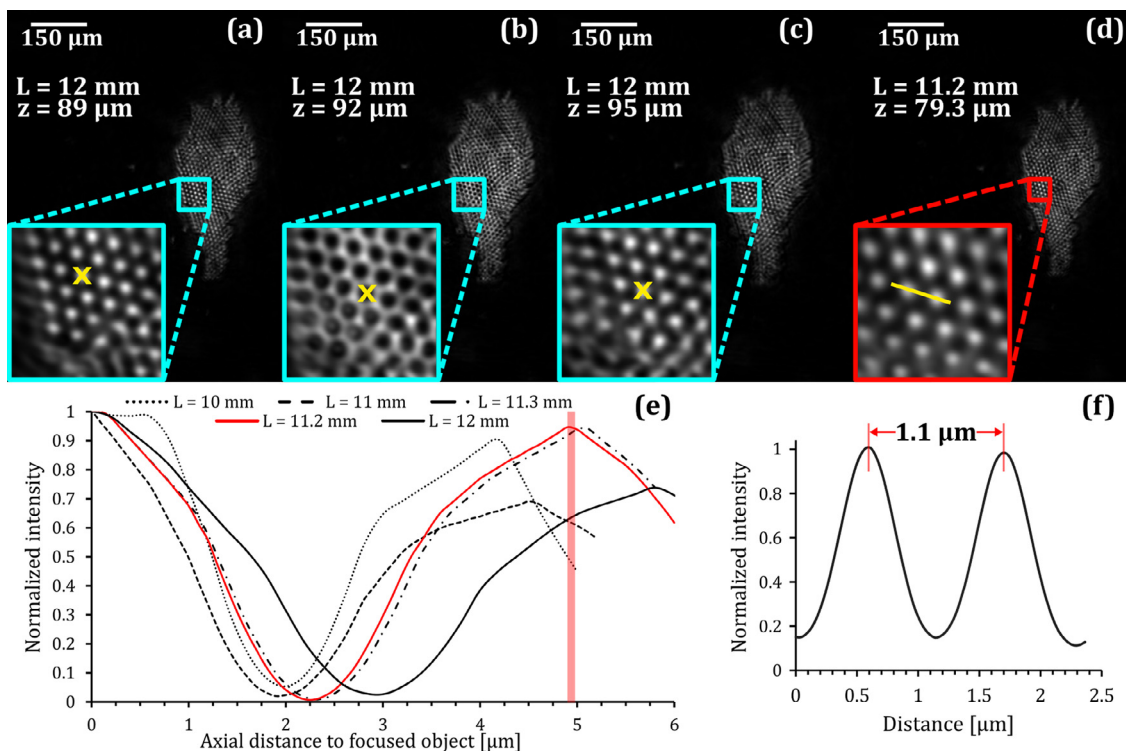 150 μm
(a)
L = 12 mm
z = 89 μm
X
150 μm
(b)
L = 12 mm
z = 92 μm
X
150 μm
(c)
L = 12 mm
z = 95 μm
X
150 μm
(d)
L = 11.2 mm
z = 79.3 μm
L = 10 mm
L = 11 mm
L = 11.3 mm
L = 11.2 mm
L = 12 mm
(e)
Normalized intensity
1
0.9
0.8
0.7
0.6
0.5
0.4
0.3
0.2
0.1
0
0 1 2 3 4 5 6
Axial distance to focused object [μm]
(f)
1.1 μm
Normalized intensity
1
0.8
0.6
0.4
0.2
0
0 0.5 1 1.5 2 2.5
Distance [μm]